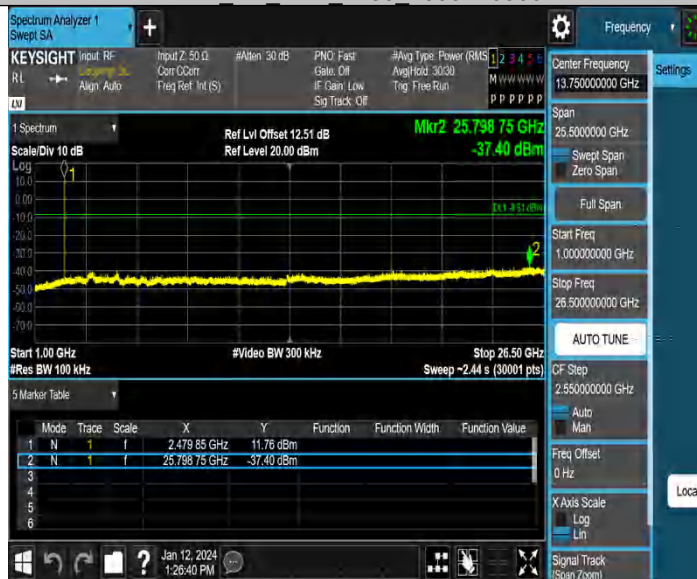 Spectrum Analyzer 1
Swept SA
Frequency
KEYSIGHT
Input: RF
Input Z: 50 Ω
#Atten: 30 dB
PNO: Fast
#Avg Type: Power (RMS
1 2 3 4 5 6
RL
Align: Auto
Corr CCorr
Freq Ref: Int (S)
Gate: Off
IF Gain: Low
Sig Track: Off
Avg|Hold: 30/30
Trig: Free Run
M W W W W W
P P P P P P
LXI
Settings
Center Frequency
13.750000000 GHz
Span
25.5000000 GHz
Swept Span
Zero Span
Full Span
Start Freq
1.000000000 GHz
Stop Freq
26.500000000 GHz
AUTO TUNE
CF Step
2.550000000 GHz
Auto
Man
Freq Offset
0 Hz
X Axis Scale
Log
Lin
Signal Track
(Span Zoom)
Loca
1 Spectrum
Scale/Div 10 dB
Ref Lvl Offset 12.51 dB
Ref Level 20.00 dBm
Mkr2 25.798 75 GHz
-37.40 dBm
Log
10.0
0.00
-10.0
-20.0
-30.0
-40.0
-50.0
-60.0
-70.0
1
2
Start 1.00 GHz
#Res BW 100 kHz
#Video BW 300 kHz
Stop 26.50 GHz
Sweep ~2.44 s (30001 pts)
5 Marker Table
Mode Trace Scale X Y Function Function Width Function Value
1 N 1 f 2.479 85 GHz 11.76 dBm
2 N 1 f 25.798 75 GHz -37.40 dBm
3
4
5
6
Jan 12, 2024
1:26:40 PM